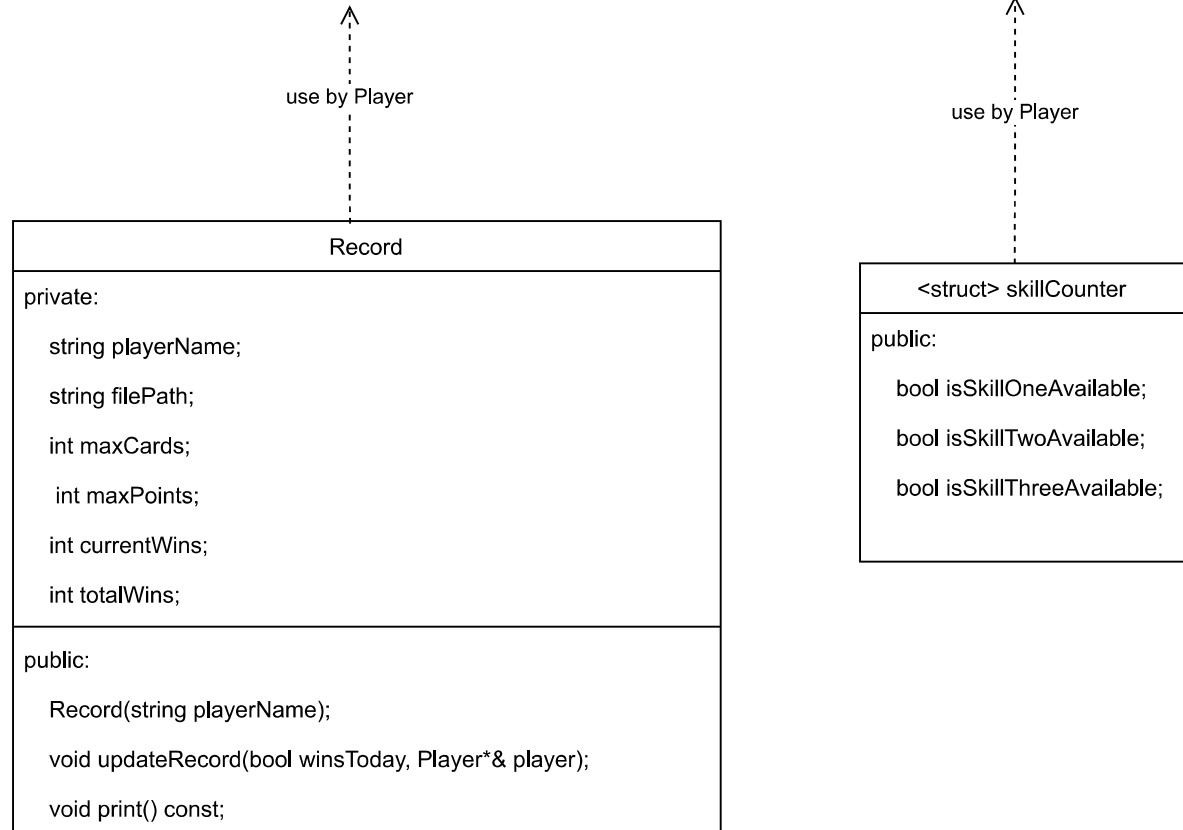 use by Player
Record
private:
string playerName;
string filePath;
int maxCards;
int maxPoints;
int currentWins;
int totalWins;
public:
Record(string playerName);
void updateRecord(bool winsToday, Player*& player);
void print() const;
use by Player
<struct> skillCounter
public:
bool isSkillOneAvailable;
bool isSkillTwoAvailable;
bool isSkillThreeAvailable;